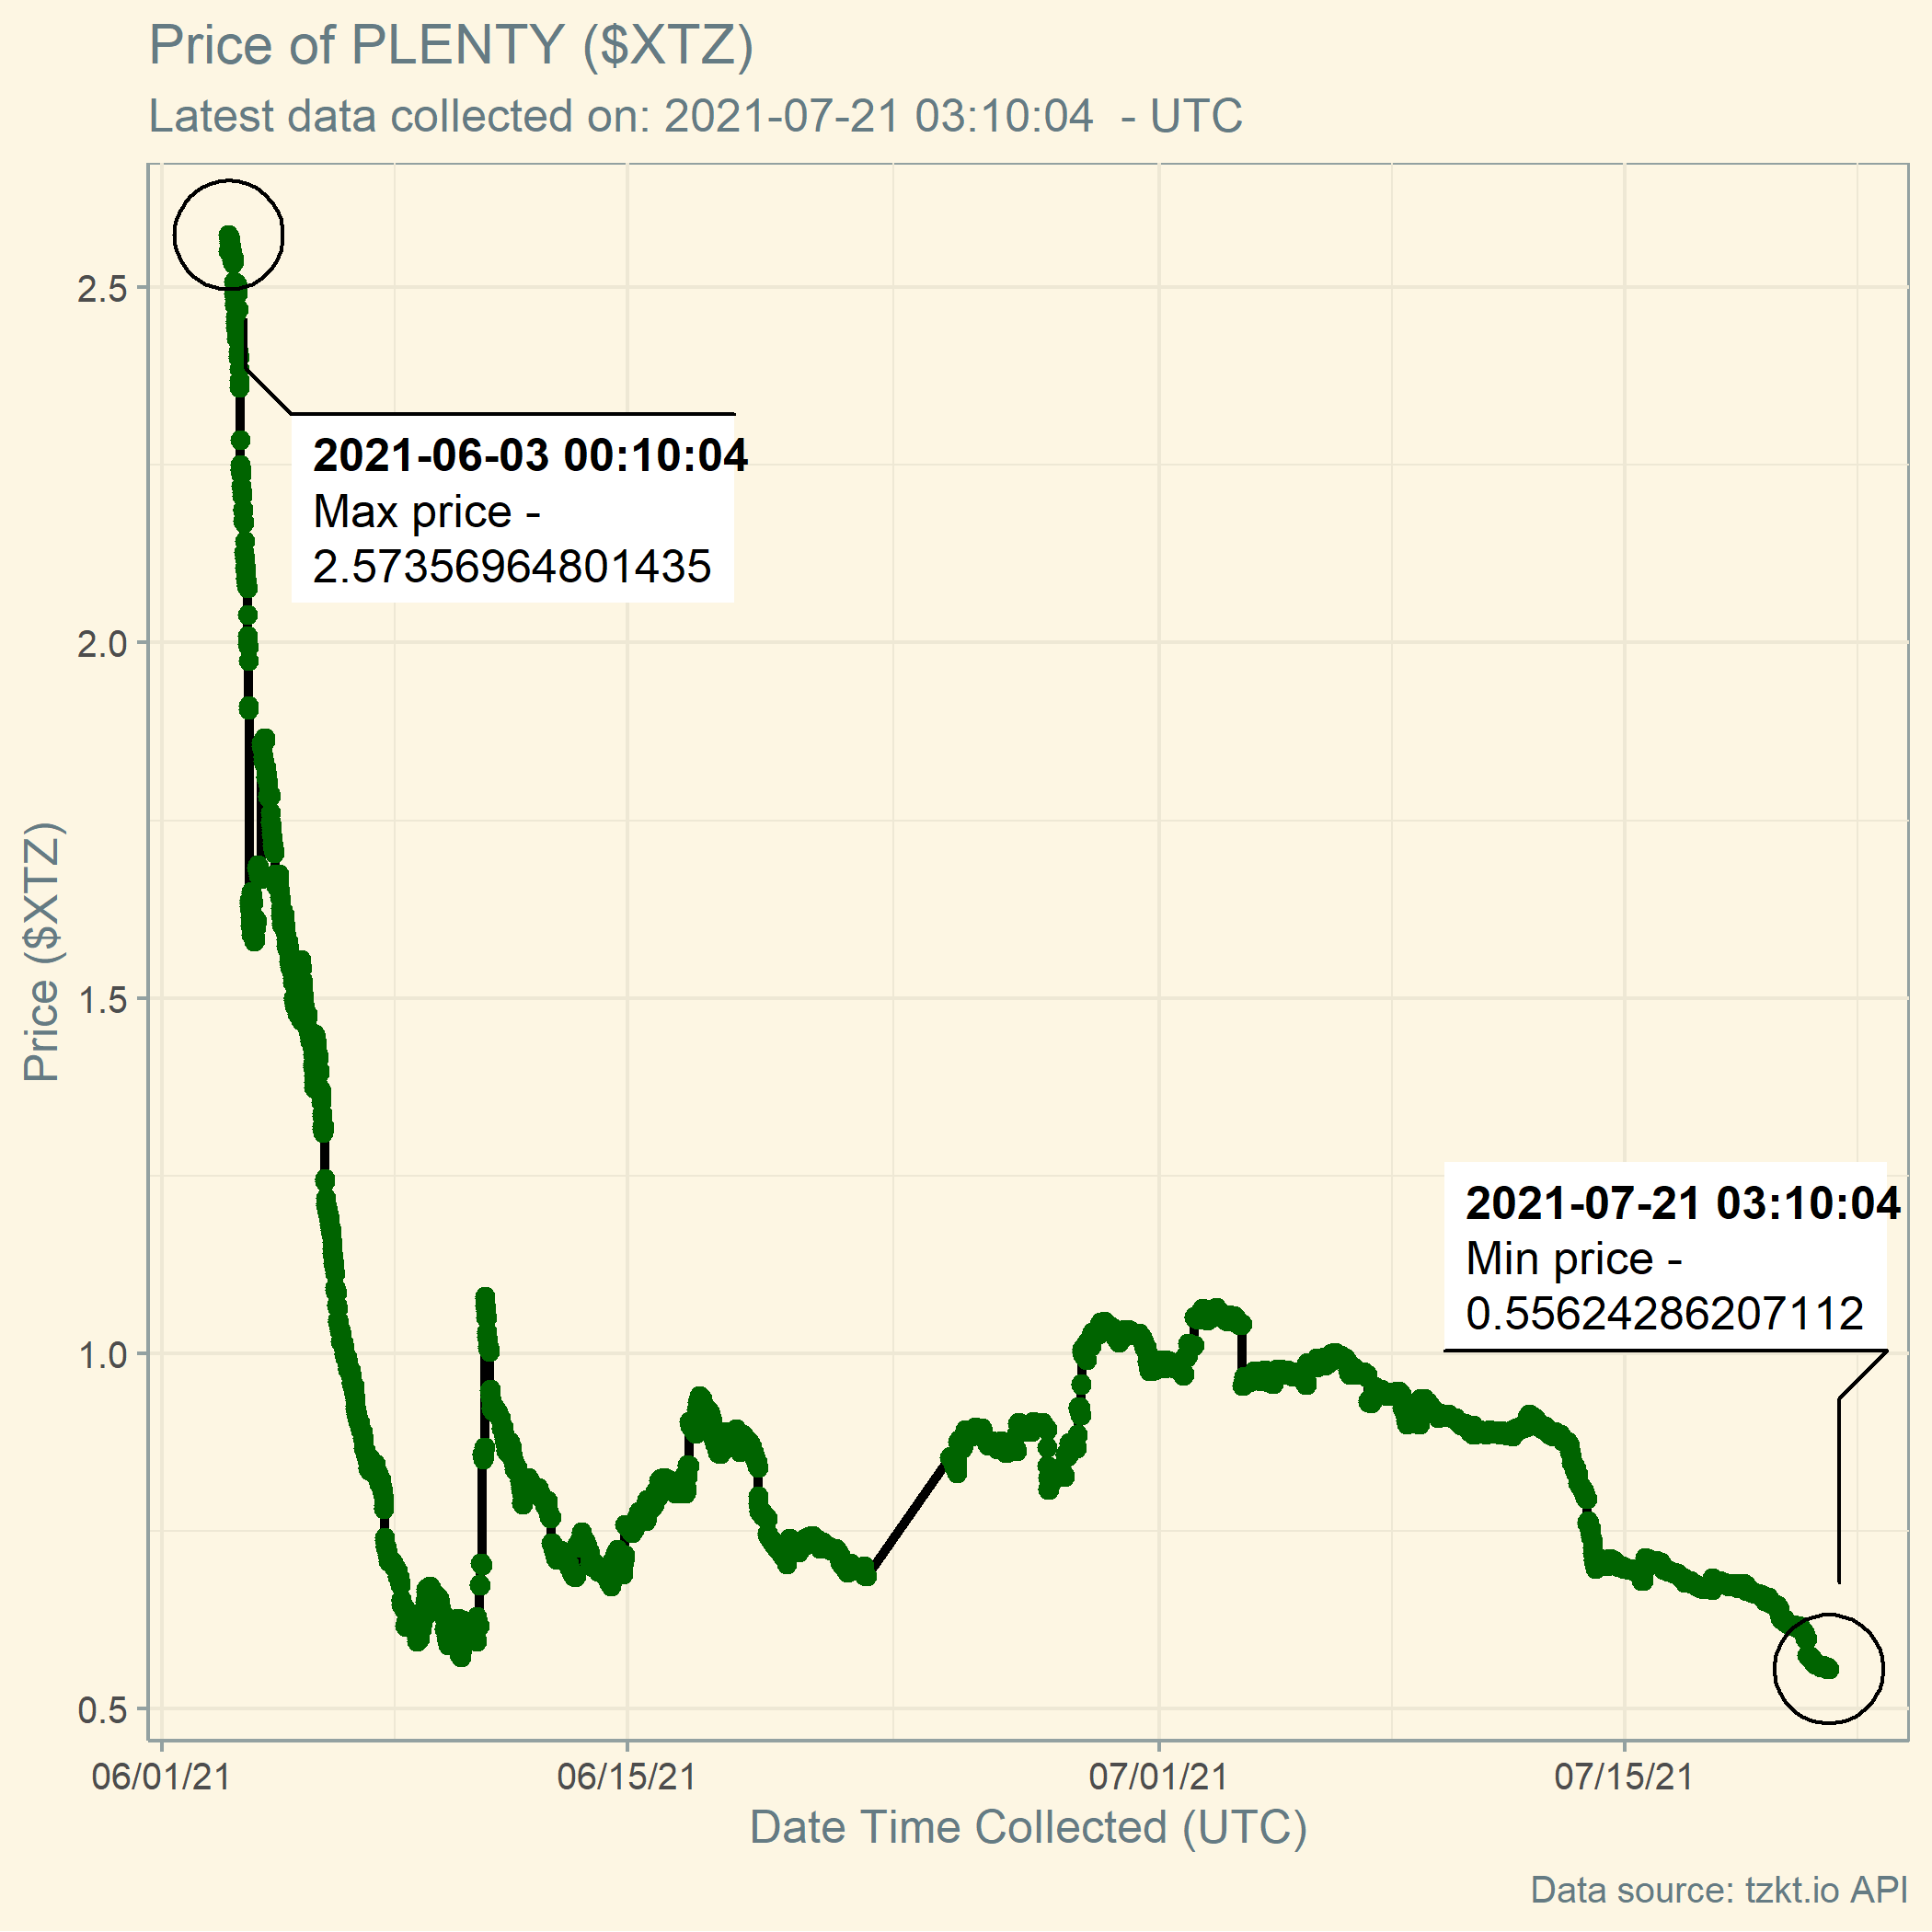 Price of PLENTY ($XTZ)
Latest data collected on: 2021-07-21 03:10:04  - UTC
Price ($XTZ)
2.5
2.0
1.5
1.0
0.5
2021-06-03 00:10:04
Max price -
2.57356964801435
2021-07-21 03:10:04
Min price -
0.55624286207112
06/01/21
06/15/21
07/01/21
07/15/21
Date Time Collected (UTC)
Data source: tzkt.io API